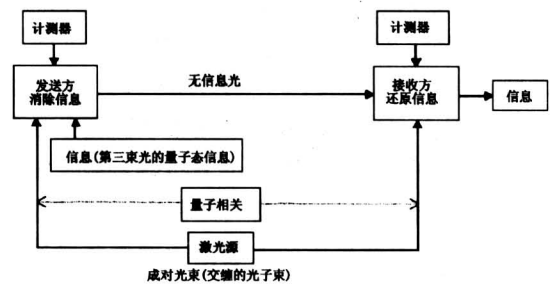 计测器
计测器
发送方
消除信息
无信息光
接收方
还原信息
信息
信息(第三束光的量子态信息)
量子相关
激光源
成对光束(交缠的光子束)